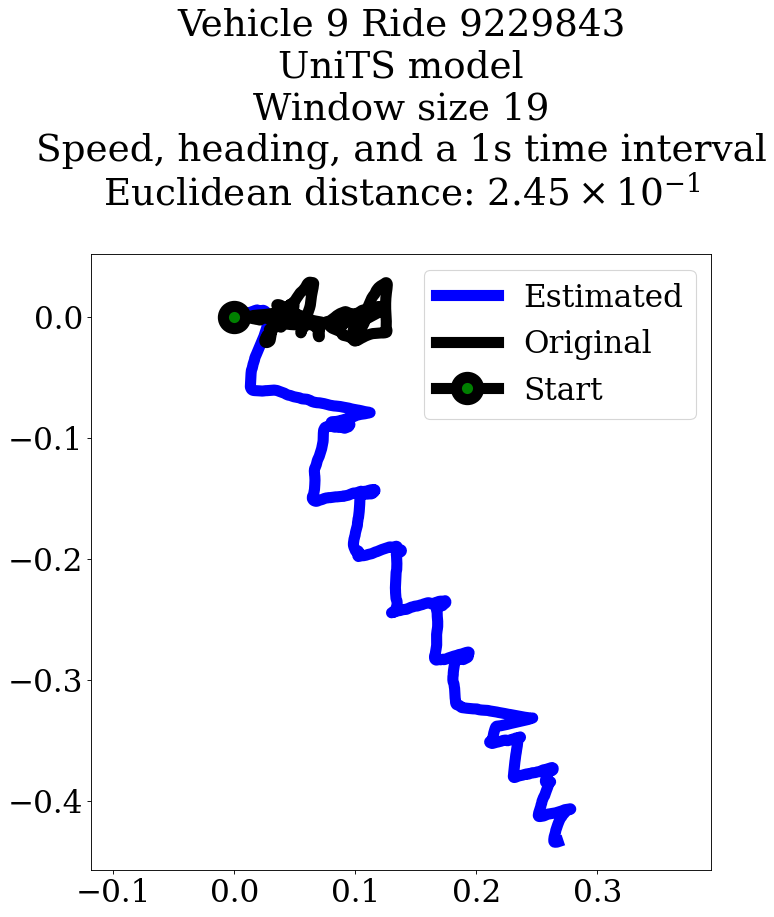 Vehicle 9 Ride 9229843
UniTS model
Window size 19
Speed, heading, and a 1s time interval
Euclidean distance: 2.45 × 10⁻¹
Estimated
Original
Start
0.0
−0.1
−0.2
−0.3
−0.4
−0.1 0.0 0.1 0.2 0.3